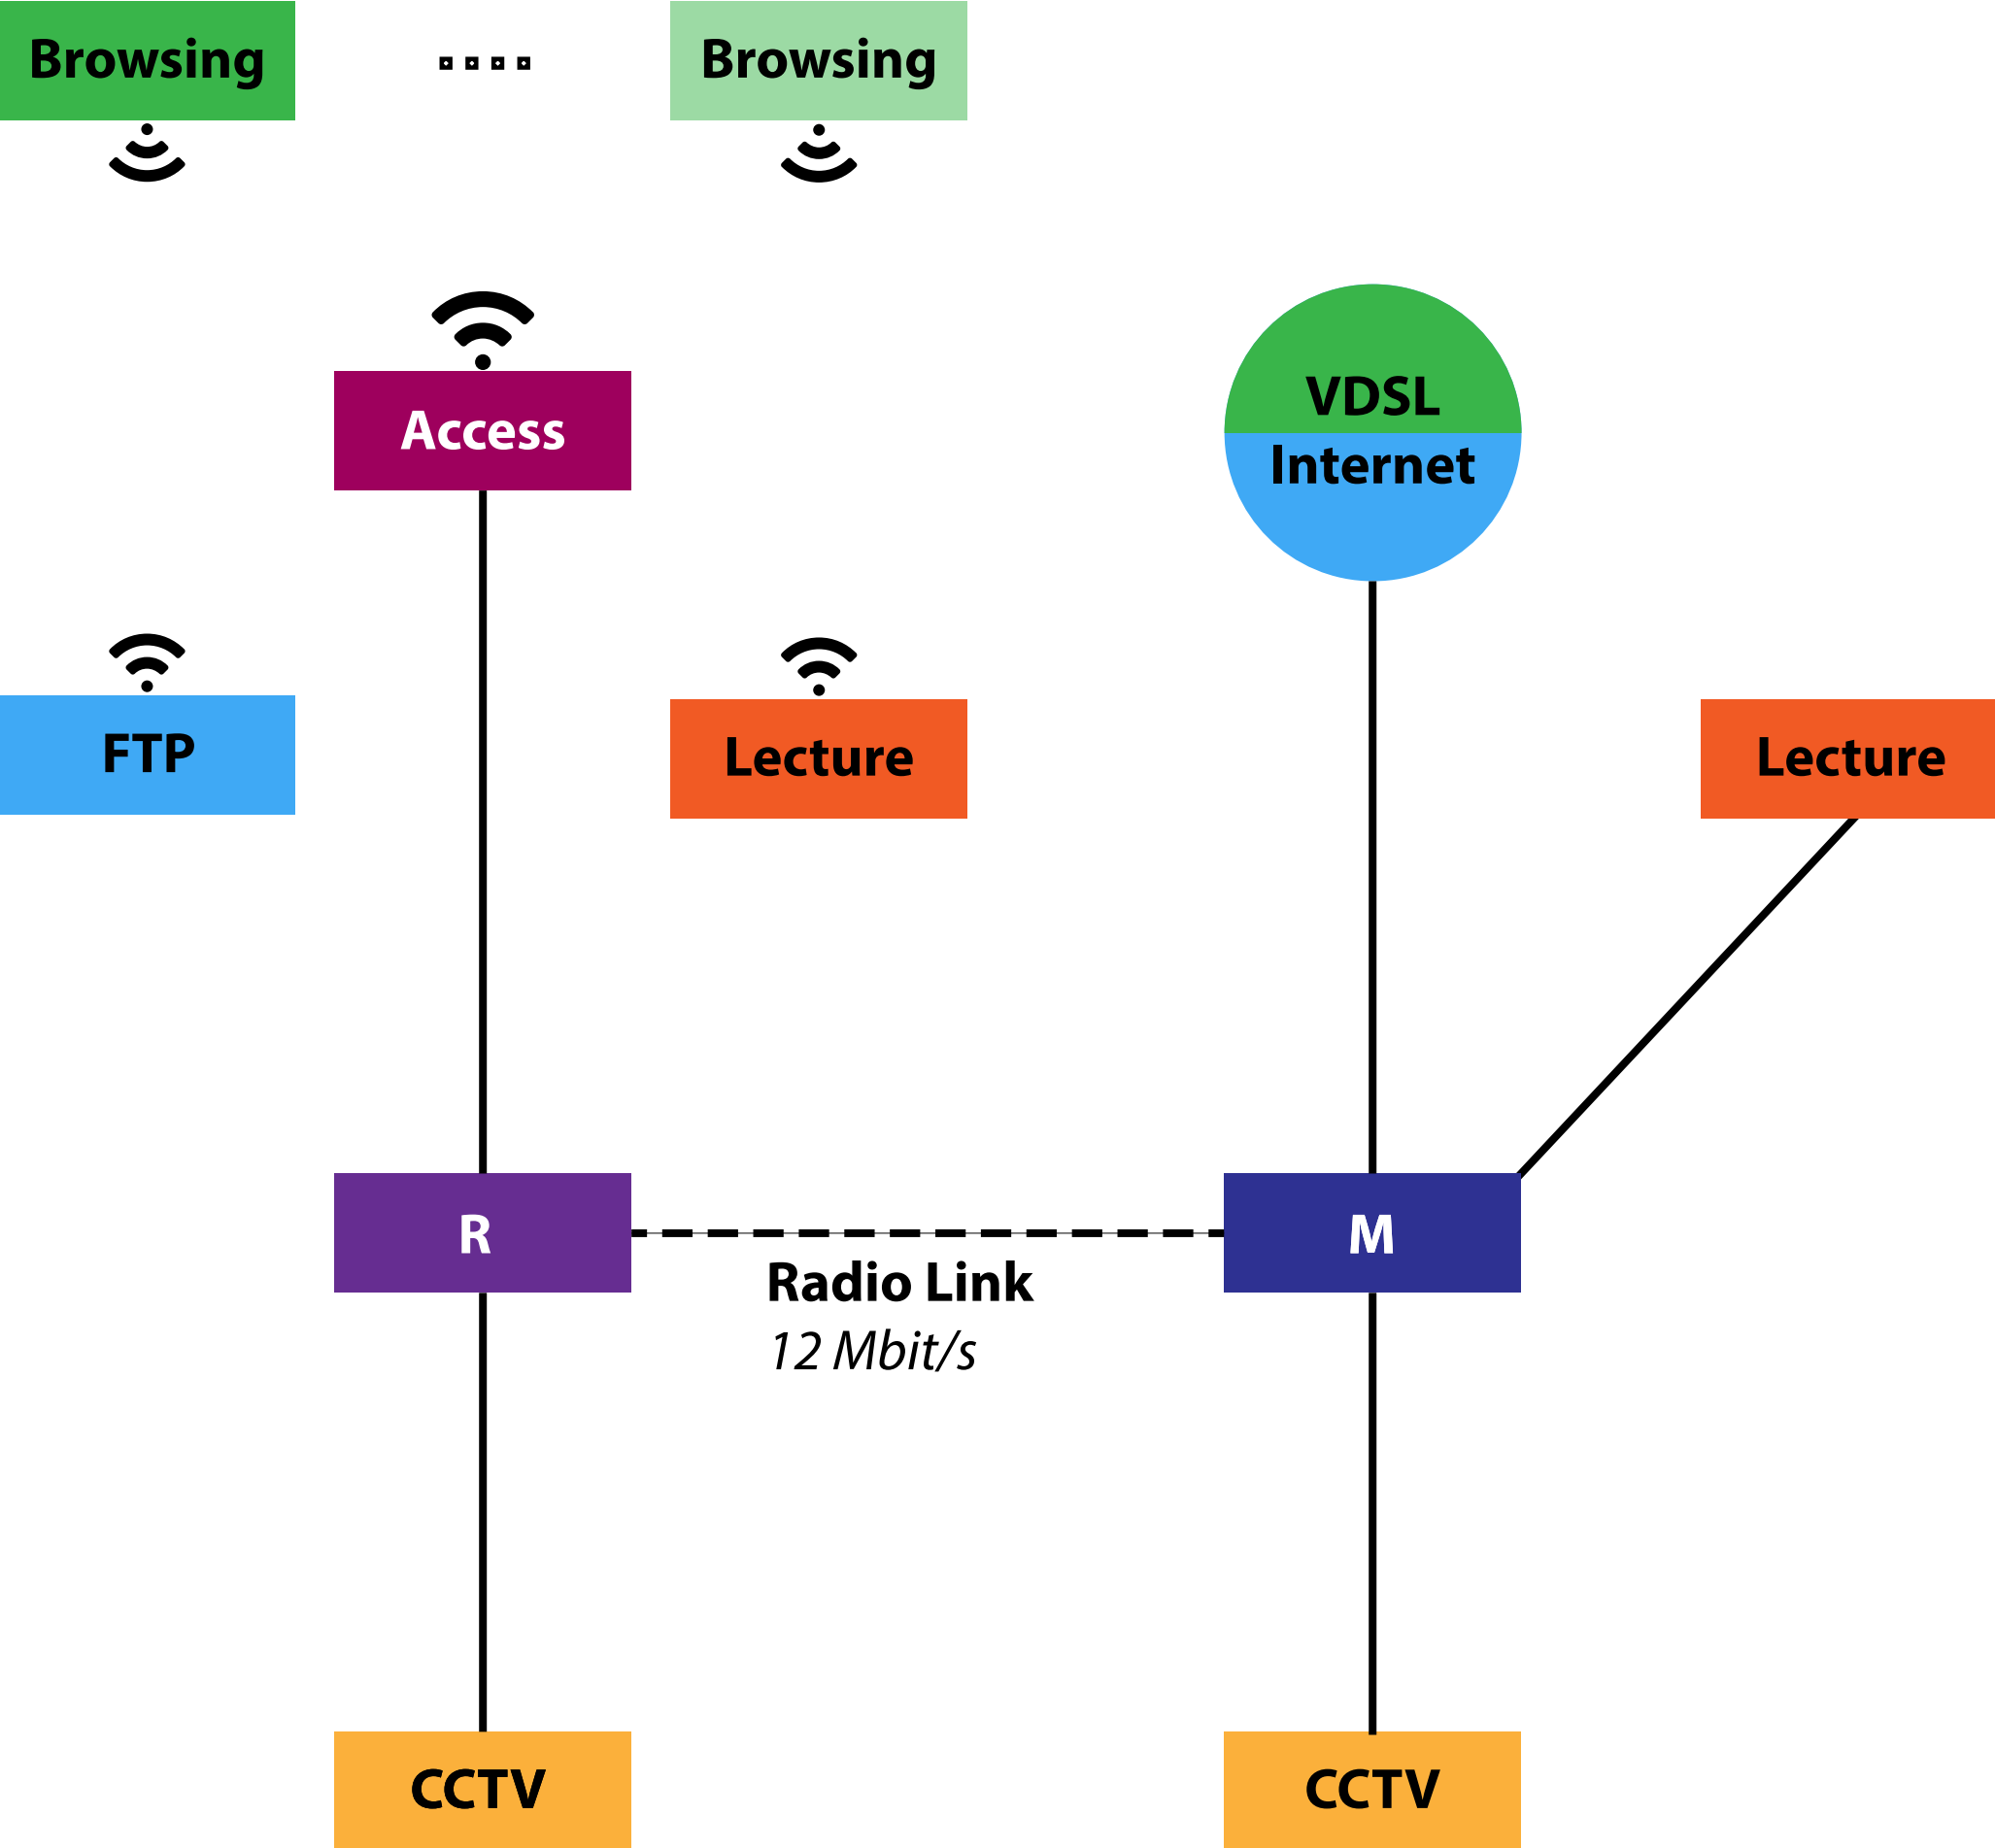 Browsing
....
Browsing
Access
VDSL
Internet
FTP
Lecture
Lecture
R
M
Radio Link
12 Mbit/s
CCTV
CCTV